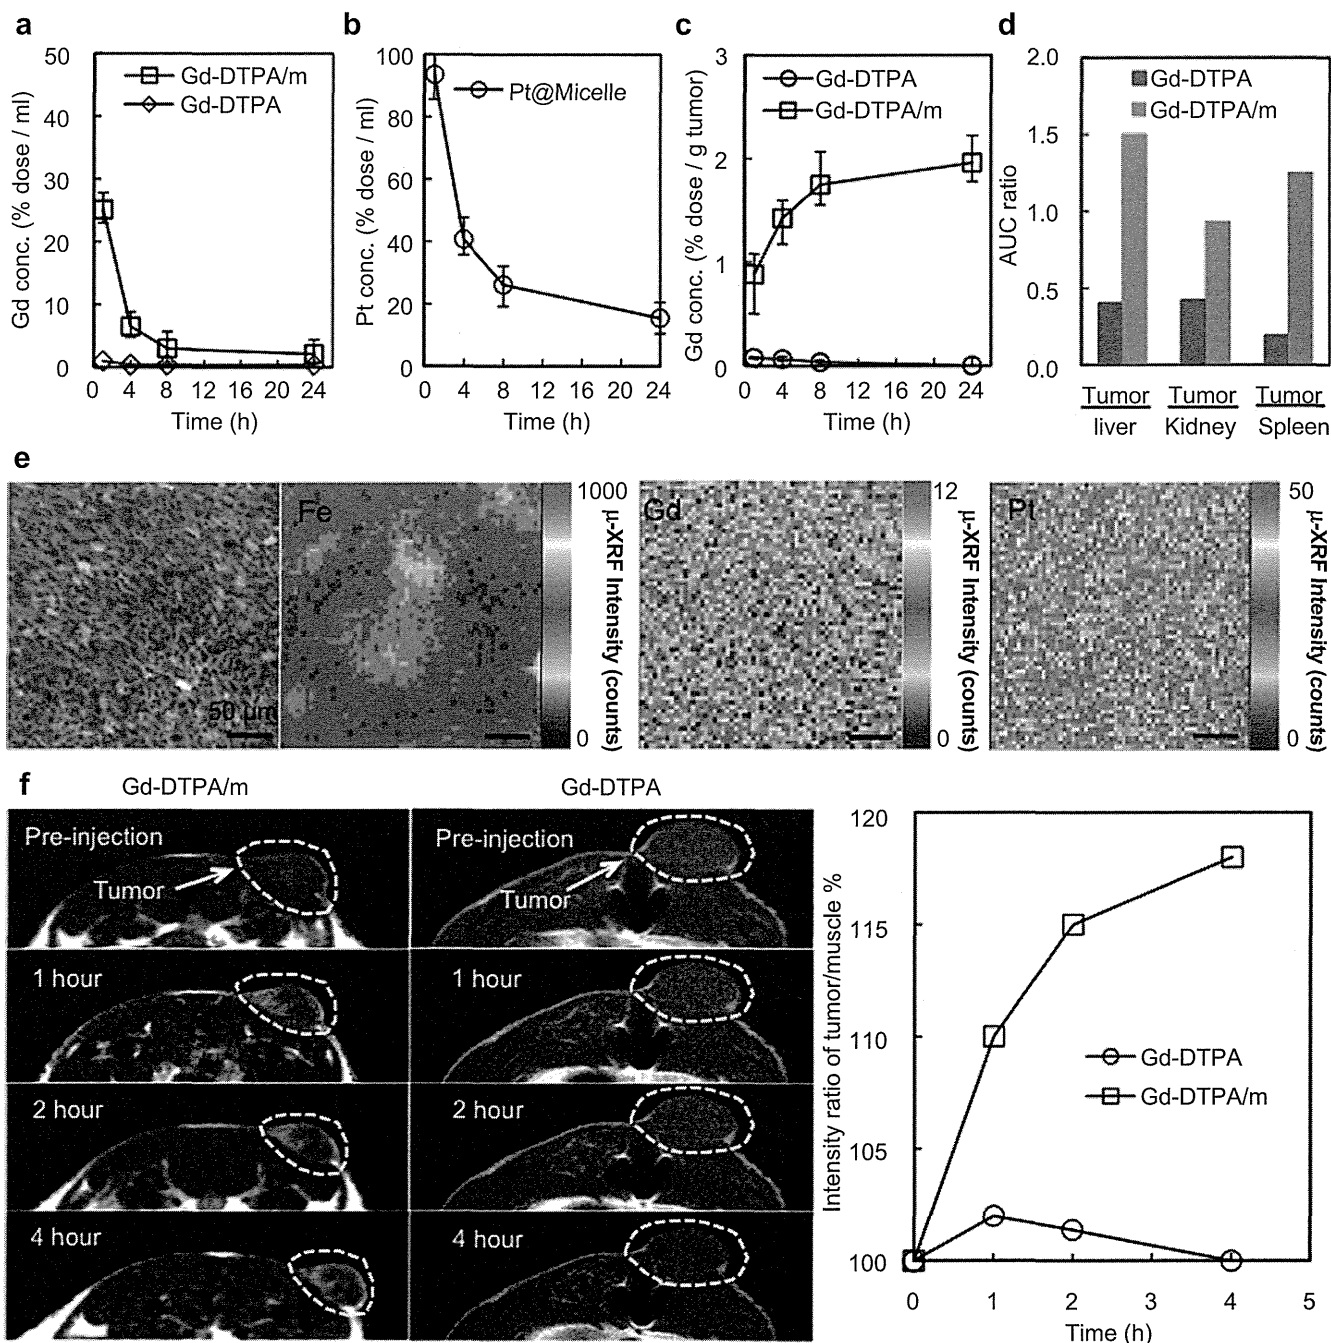 a
50
40
30
20
10
0
Gd conc. (% dose / ml)
Gd-DTPA/m
Gd-DTPA
0 4 8 12 16 20 24
Time (h)
b
100
80
60
40
20
0
Pt conc. (% dose / ml)
Pt@Micelle
0 4 8 12 16 20 24
Time (h)
c
3
2
1
0
Gd conc. (% dose / g tumor)
Gd-DTPA
Gd-DTPA/m
0 4 8 12 16 20 24
Time (h)
d
2.0
1.5
1.0
0.5
0.0
AUC ratio
Gd-DTPA
Gd-DTPA/m
Tumor Tumor Tumor
liver Kidney Spleen
e
50 μm
Fe
1000
0
μ-XRF Intensity (counts)
Gd
12
0
μ-XRF Intensity (counts)
Pt
50
0
μ-XRF Intensity (counts)
f
Gd-DTPA/m
Gd-DTPA
Pre-injection
Tumor
1 hour
2 hour
4 hour
Pre-injection
Tumor
1 hour
2 hour
4 hour
120
115
110
105
100
Intensity ratio of tumor/muscle %
Gd-DTPA
Gd-DTPA/m
0 1 2 3 4 5
Time (h)